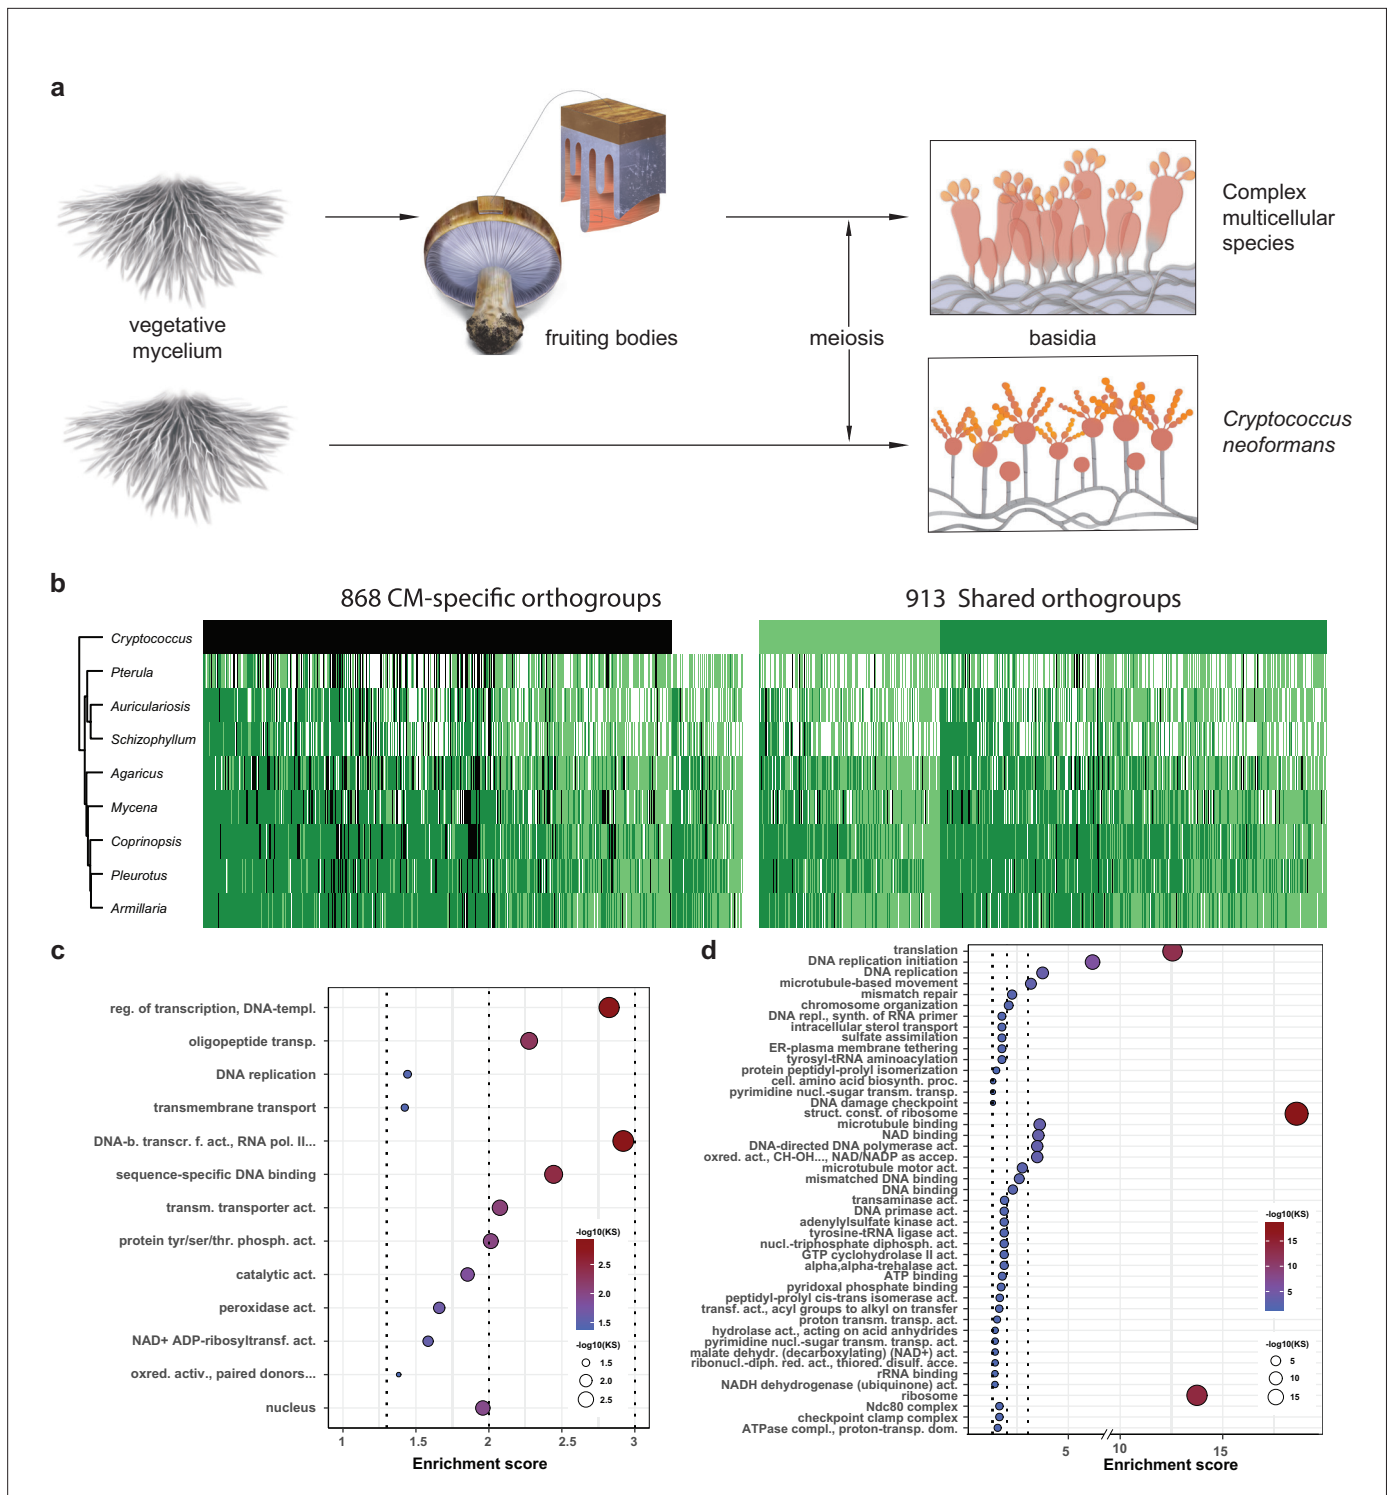 a
vegetative
mycelium
fruiting bodies
meiosis
basidia
Complex
multicellular
species
Cryptococcus
neoformans
b
868 CM-specific orthogroups
913 Shared orthogroups
Cryptococcus
Pterula
Auriculariosis
Schizophyllum
Agaricus
Mycena
Coprinopsis
Pleurotus
Armillaria
c
reg. of transcription, DNA-templ.
oligopeptide transp.
DNA replication
transmembrane transport
DNA-b. transcr. f. act., RNA pol. II...
sequence-specific DNA binding
transm. transporter act.
protein tyr/ser/thr. phosph. act.
catalytic act.
peroxidase act.
NAD+ ADP-ribosyltransf. act.
oxred. activ., paired donors...
nucleus
-log10(KS)
2.5
2.0
1.5
-log10(KS)
1.5
2.0
2.5
1 1.5 2 2.5 3
Enrichment score
d
translation
DNA replication initiation
DNA replication
microtubule-based movement
mismatch repair
chromosome organization
DNA repl., synth. of RNA primer
intracellular sterol transport
sulfate assimilation
ER-plasma membrane tethering
tyrosyl-tRNA aminoacylation
protein peptidyl-prolyl isomerization
cell. amino acid biosynth. proc.
pyrimidine nucl.-sugar transm. transp.
DNA damage checkpoint
struct. const. of ribosome
microtubule binding
NAD binding
DNA-directed DNA polymerase act.
oxred. act., CH-OH..., NAD/NADP as accep.
microtubule motor act.
mismatched DNA binding
DNA binding
transaminase act.
DNA primase act.
adenylylsulfate kinase act.
tyrosine-tRNA ligase act.
nucl.-triphosphate diphosph. act.
GTP cyclohydrolase II act.
alpha,alpha-trehalase act.
ATP binding
pyridoxal phosphate binding
peptidyl-prolyl cis-trans isomerase act.
transf. act., acyl groups to alkyl on transfer
proton transm. transp. act.
hydrolase act., acting on acid anhydrides
pyrimidine nucl.-sugar transm. transp. act.
malate dehydr. (decarboxylating) (NAD+) act.
ribonucl.-diph. red. act., thiored. disulf. acce.
rRNA binding
NADH dehydrogenase (ubiquinone) act.
ribosome
Ndc80 complex
checkpoint clamp complex
ATPase compl., proton-transp. dom.
-log10(KS)
15
10
5
-log10(KS)
5
10
15
5 // 10 15
Enrichment score